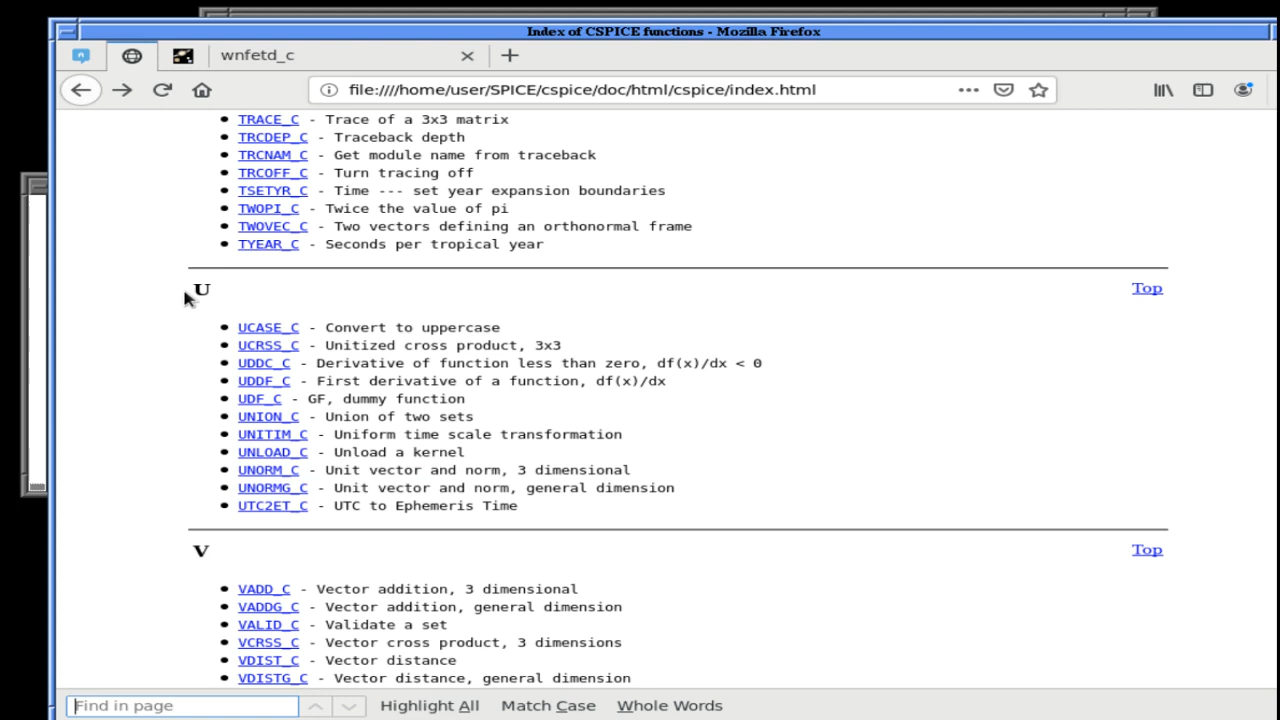 Index of CSPICE functions - Mozilla Firefox
wnfetd_c
file:////home/user/SPICE/cspice/doc/html/cspice/index.html
TRACE_C - Trace of a 3x3 matrix
TRCDEP_C - Traceback depth
TRCNAM_C - Get module name from traceback
TRCOFF_C - Turn tracing off
TSETYR_C - Time --- set year expansion boundaries
TWOPI_C - Twice the value of pi
TWOVEC_C - Two vectors defining an orthonormal frame
TYEAR_C - Seconds per tropical year
U Top
UCASE_C - Convert to uppercase
UCRSS_C - Unitized cross product, 3x3
UDDC_C - Derivative of function less than zero, df(x)/dx < 0
UDDF_C - First derivative of a function, df(x)/dx
UDF_C - GF, dummy function
UNION_C - Union of two sets
UNITIM_C - Uniform time scale transformation
UNLOAD_C - Unload a kernel
UNORM_C - Unit vector and norm, 3 dimensional
UNORMG_C - Unit vector and norm, general dimension
UTC2ET_C - UTC to Ephemeris Time
V Top
VADD_C - Vector addition, 3 dimensional
VADDG_C - Vector addition, general dimension
VALID_C - Validate a set
VCRSS_C - Vector cross product, 3 dimensions
VDIST_C - Vector distance
VDISTG_C - Vector distance, general dimension
Find in page Highlight All Match Case Whole Words